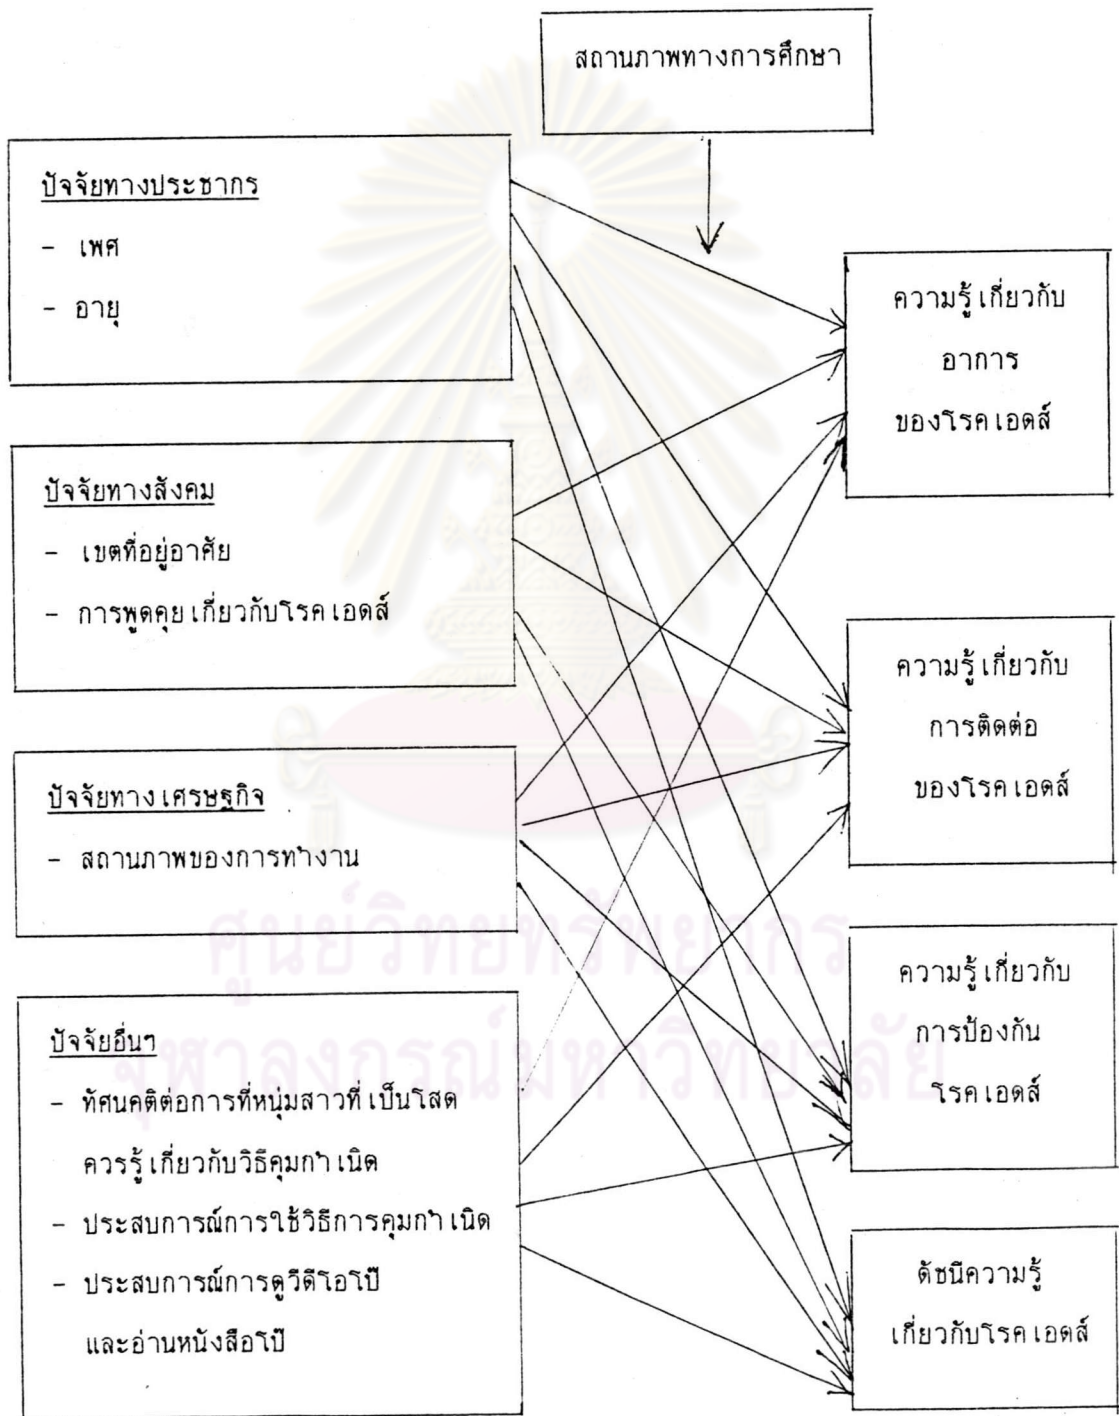 สถานภาพทางการศึกษา
ปัจจัยทางประชากร
- เพศ
- อายุ
ปัจจัยทางสังคม
- เขตที่อยู่อาศัย
- การพูดคุยเกี่ยวกับโรคเอดส์
ปัจจัยทางเศรษฐกิจ
- สถานภาพของการทำงาน
ปัจจัยอื่นๆ
- ทัศนคติต่อการที่หนุ่มสาวที่เป็นโสด
ควรรู้เกี่ยวกับวิธีคุมกำเนิด
- ประสบการณ์การใช้วิธีการคุมกำเนิด
- ประสบการณ์การดูวีดีโอโป๊
และอ่านหนังสือโป๊
ความรู้เกี่ยวกับ
อาการ
ของโรคเอดส์
ความรู้เกี่ยวกับ
การติดต่อ
ของโรคเอดส์
ความรู้เกี่ยวกับ
การป้องกัน
โรคเอดส์
ดัชนีความรู้
เกี่ยวกับโรคเอดส์
ศูนย์วิทยทรัพยากร
จุฬาลงกรณ์มหาวิทยาลัย